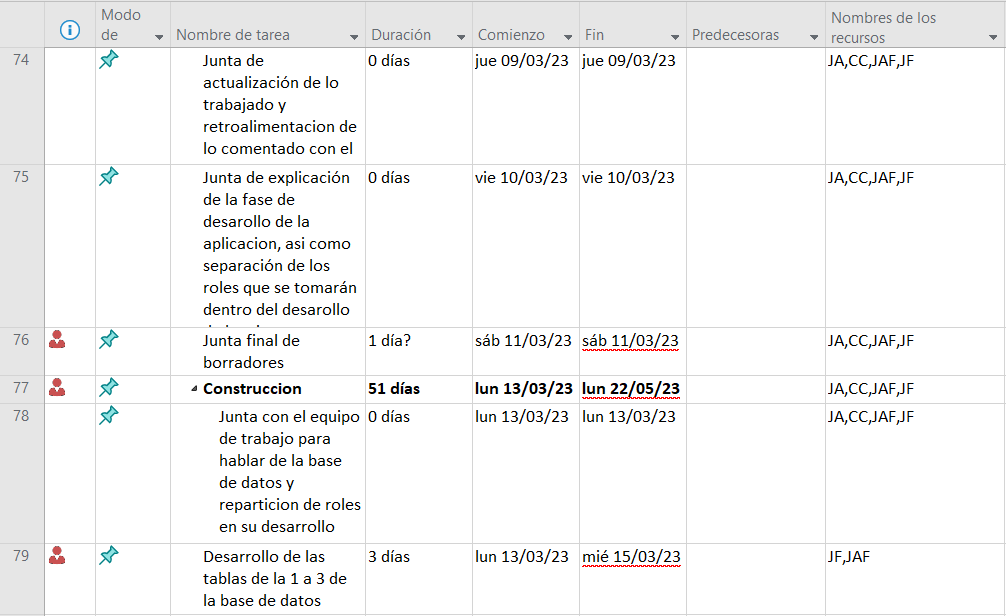 Modo de
Nombre de tarea
Duración
Comienzo
Fin
Predecesoras
Nombres de los recursos
74
Junta de
actualización de lo
trabajado y
retroalimentacion de
lo comentado con el
0 días
jue 09/03/23
jue 09/03/23
JA,CC,JAF,JF
75
Junta de explicación
de la fase de
desarollo de la
aplicacion, asi como
separación de los
roles que se tomarán
dentro del desarollo
0 días
vie 10/03/23
vie 10/03/23
JA,CC,JAF,JF
76
Junta final de
borradores
1 día?
sáb 11/03/23
sáb 11/03/23
JA,CC,JAF,JF
77
Construccion
51 días
lun 13/03/23
lun 22/05/23
JA,CC,JAF,JF
78
Junta con el equipo
de trabajo para
hablar de la base
de datos y
reparticion de roles
en su desarrollo
0 días
lun 13/03/23
lun 13/03/23
JA,CC,JAF,JF
79
Desarrollo de las
tablas de la 1 a 3 de
la base de datos
3 días
lun 13/03/23
mié 15/03/23
JF,JAF